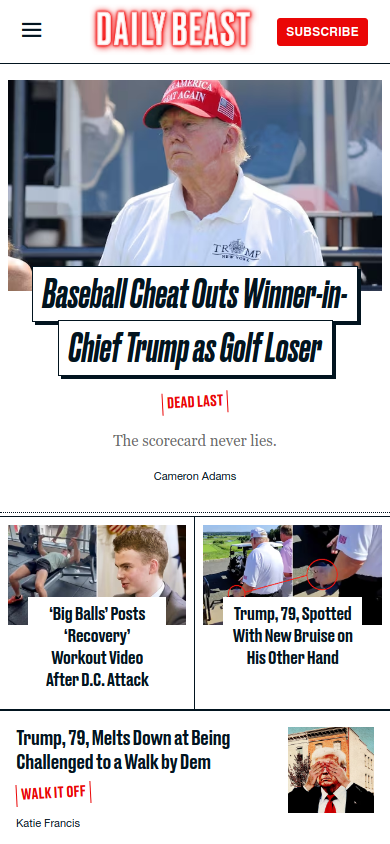 DAILY BEAST
SUBSCRIBE
AMERICA
EAT AGAIN
TRUMP
NEW YORK
Baseball Cheat Outs Winner-in-
Chief Trump as Golf Loser
DEAD LAST
The scorecard never lies.
Cameron Adams
‘Big Balls’ Posts
‘Recovery’
Workout Video
After D.C. Attack
Trump, 79, Spotted
With New Bruise on
His Other Hand
Trump, 79, Melts Down at Being
Challenged to a Walk by Dem
WALK IT OFF
Katie Francis